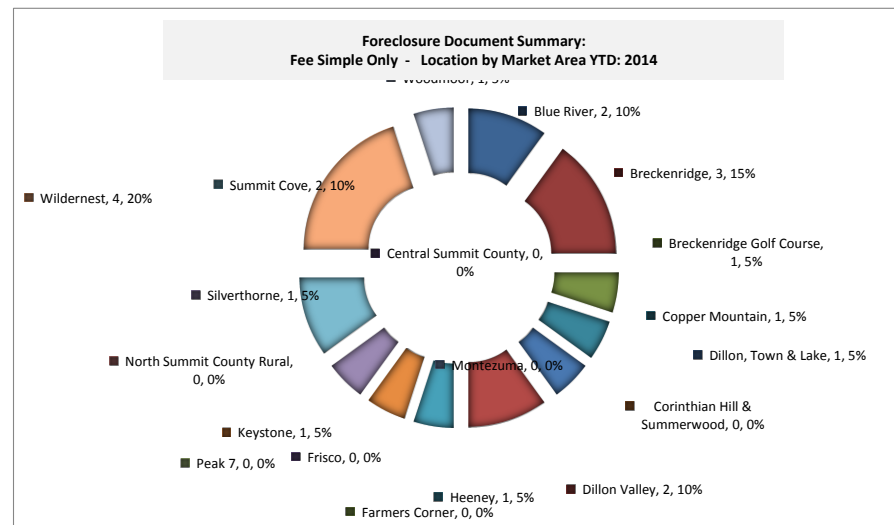 Foreclosure Document Summary:
Fee Simple Only - Location by Market Area YTD: 2014
Woodmoor, 1, 5%
Blue River, 2, 10%
Breckenridge, 3, 15%
Summit Cove, 2, 10%
Wildernest, 4, 20%
Breckenridge Golf Course,
1, 5%
Central Summit County, 0,
0%
Silverthorne, 1, 5%
Copper Mountain, 1, 5%
Dillon, Town & Lake, 1, 5%
North Summit County Rural,
0, 0%
Montezuma, 0, 0%
Corinthian Hill &
Summerwood, 0, 0%
Keystone, 1, 5%
Frisco, 0, 0%
Peak 7, 0, 0%
Dillon Valley, 2, 10%
Heeney, 1, 5%
Farmers Corner, 0, 0%